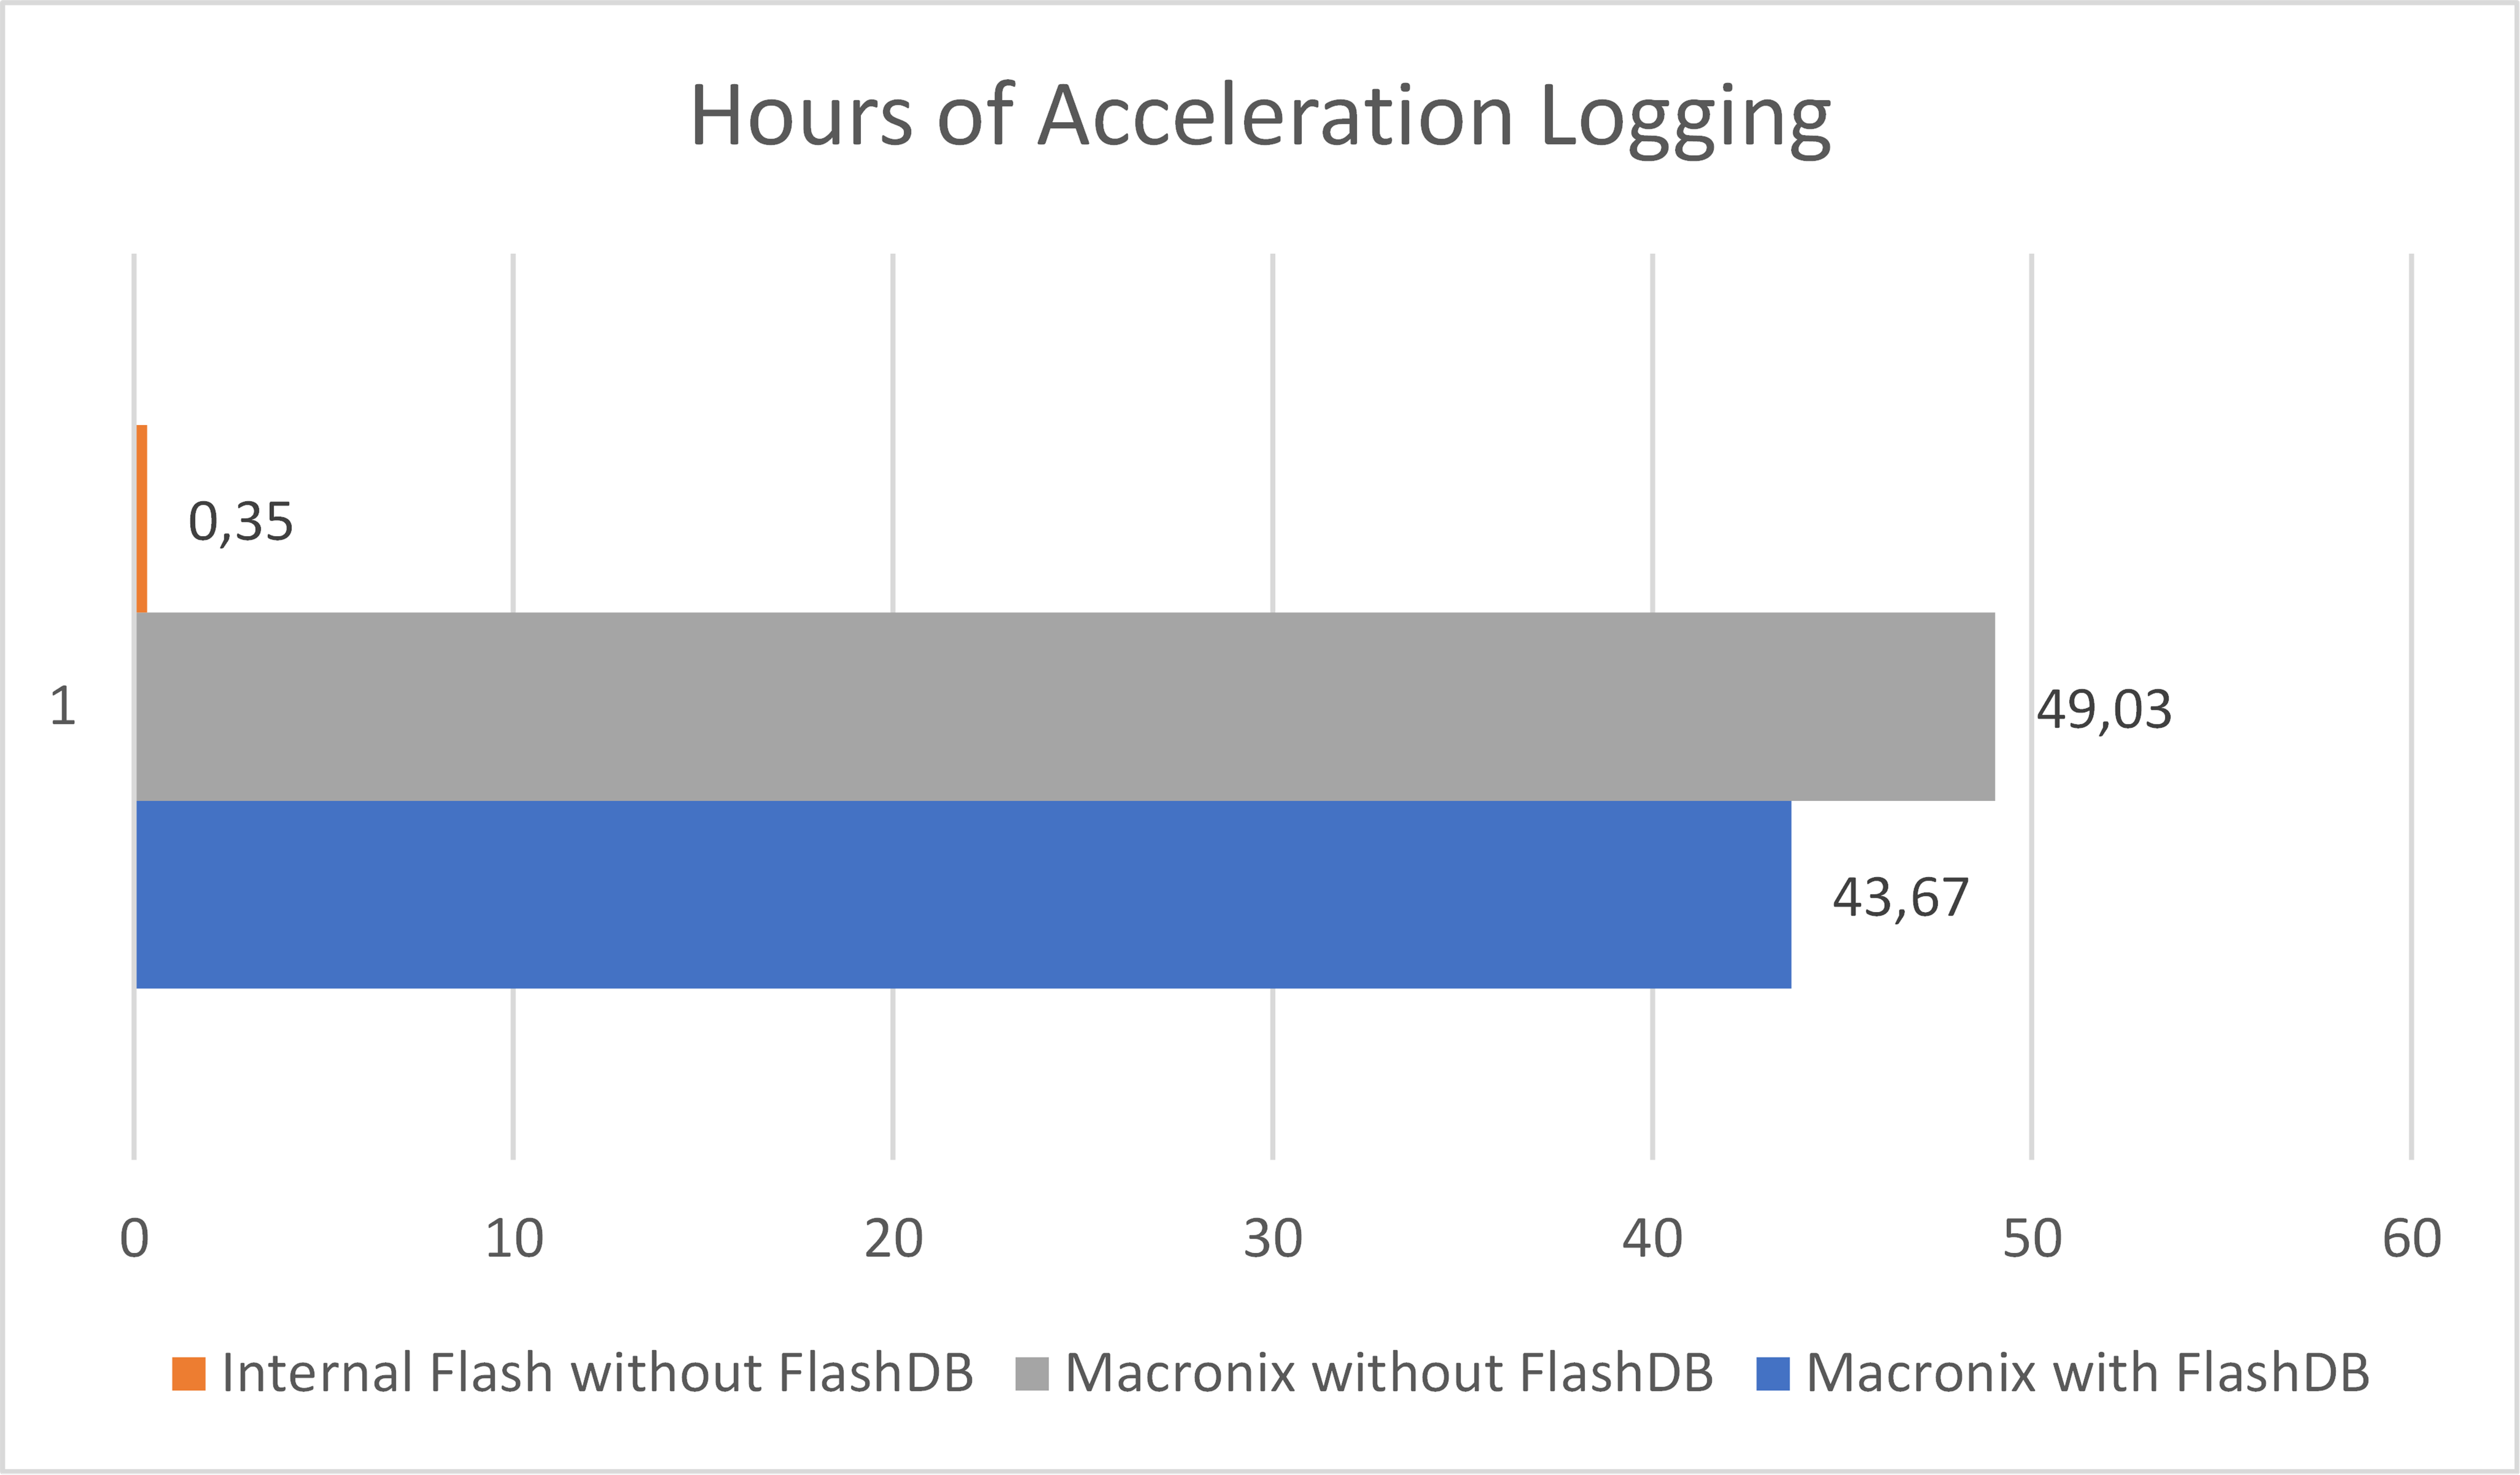 Hours of Acceleration Logging
0,35
1
49,03
43,67
0 10 20 30 40 50 60
Internal Flash without FlashDB Macronix without FlashDB Macronix with FlashDB